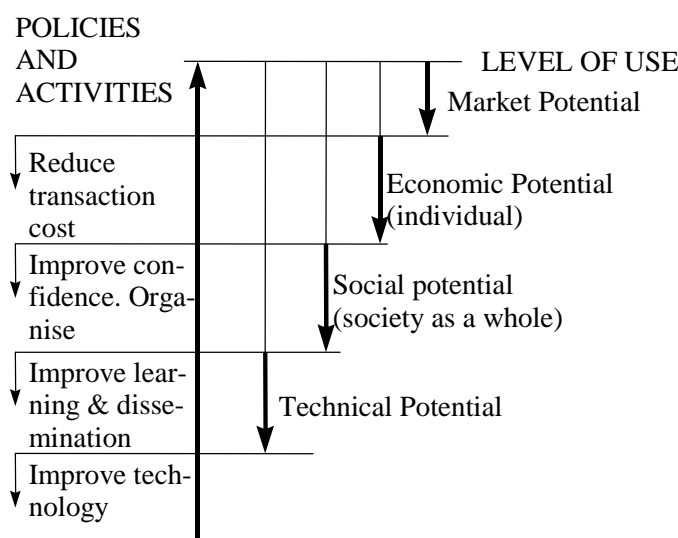 POLICIES
AND
ACTIVITIES
LEVEL OF USE
Market Potential
Reduce
transaction
cost
Economic Potential
(individual)
Improve con-
fidence. Orga-
nise
Social potential
(society as a whole)
Improve lear-
ning & disse-
mination
Technical Potential
Improve tech-
nology